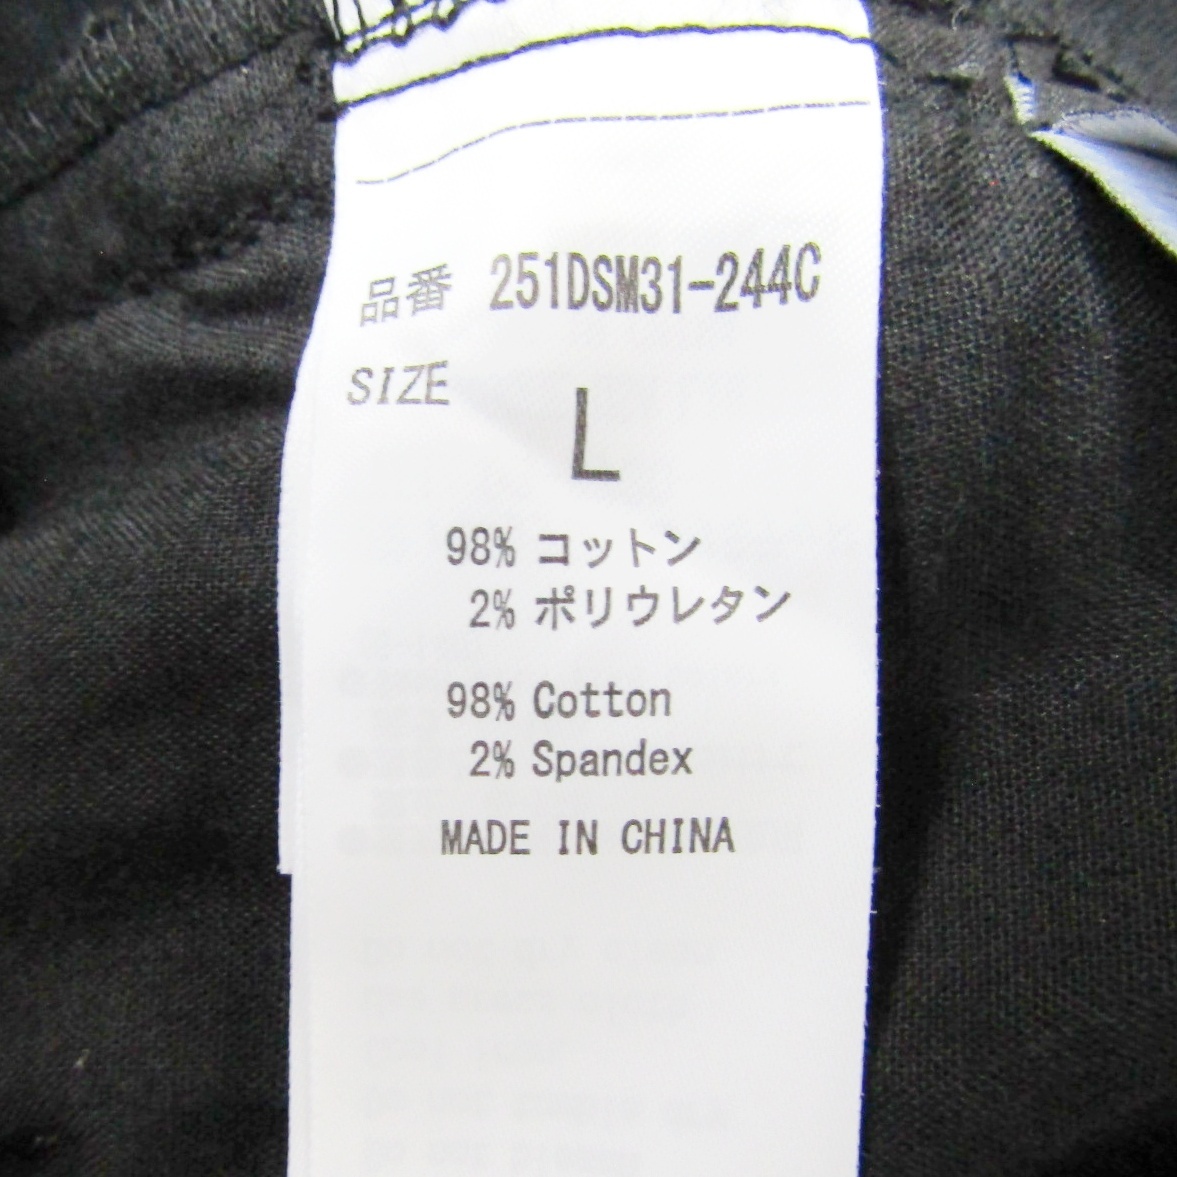 品番 251DSM31-244C
SIZE
L
98% コットン
2% ポリウレタン
98% Cotton
2% Spandex
MADE IN CHINA